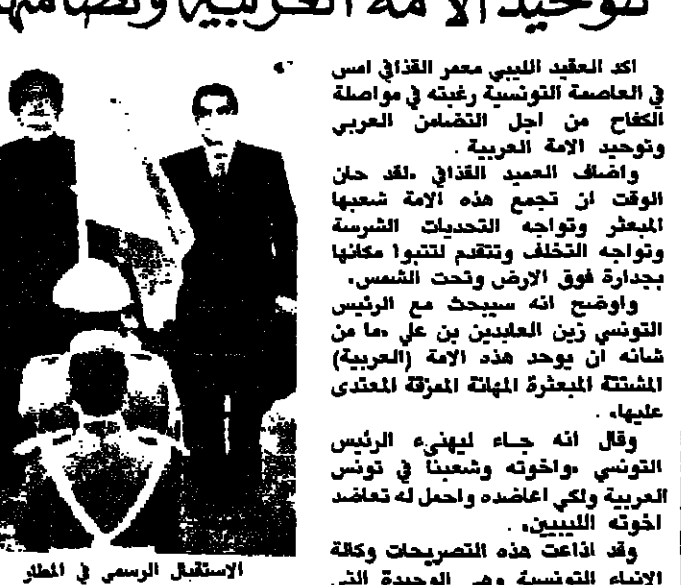 لتوحيد الأمة العربية وتضامنها
اكد العقيد الليبي معمر القذافي امس
في العاصمة التونسية رغبته في مواصلة
الكفاح من اجل التضامن العربي
وتوحيد الامة العربية .
واضاف العميد القذافي «لقد حان
الوقت ان تجمع هذه الامة شعبها
المبعثر وتواجه التحديات الشرسة
وتواجه التخلف وتتقدم لتتبوا مكانها
بجدارة فوق الارض وتحت الشمس»
واوضح انه سيبحث مع الرئيس
التونسي زين العابدين بن علي «ما من
شانه ان يوحد هذه الامة (العربية)
المشتتة المبعثرة المهانة الممزقة المعتدى
عليها» .
وقال انه جاء ليهنىء الرئيس
التونسي «واخوته وشعبنا في تونس
العربية ولكي اعاضده واحمل له تعاضد
اخوته الليبيين» .
وقد اذاعت هذه التصريحات وكالة
الانباء التونسية وهي الوحيدة التي
الاستقبال الرسمي في المطار